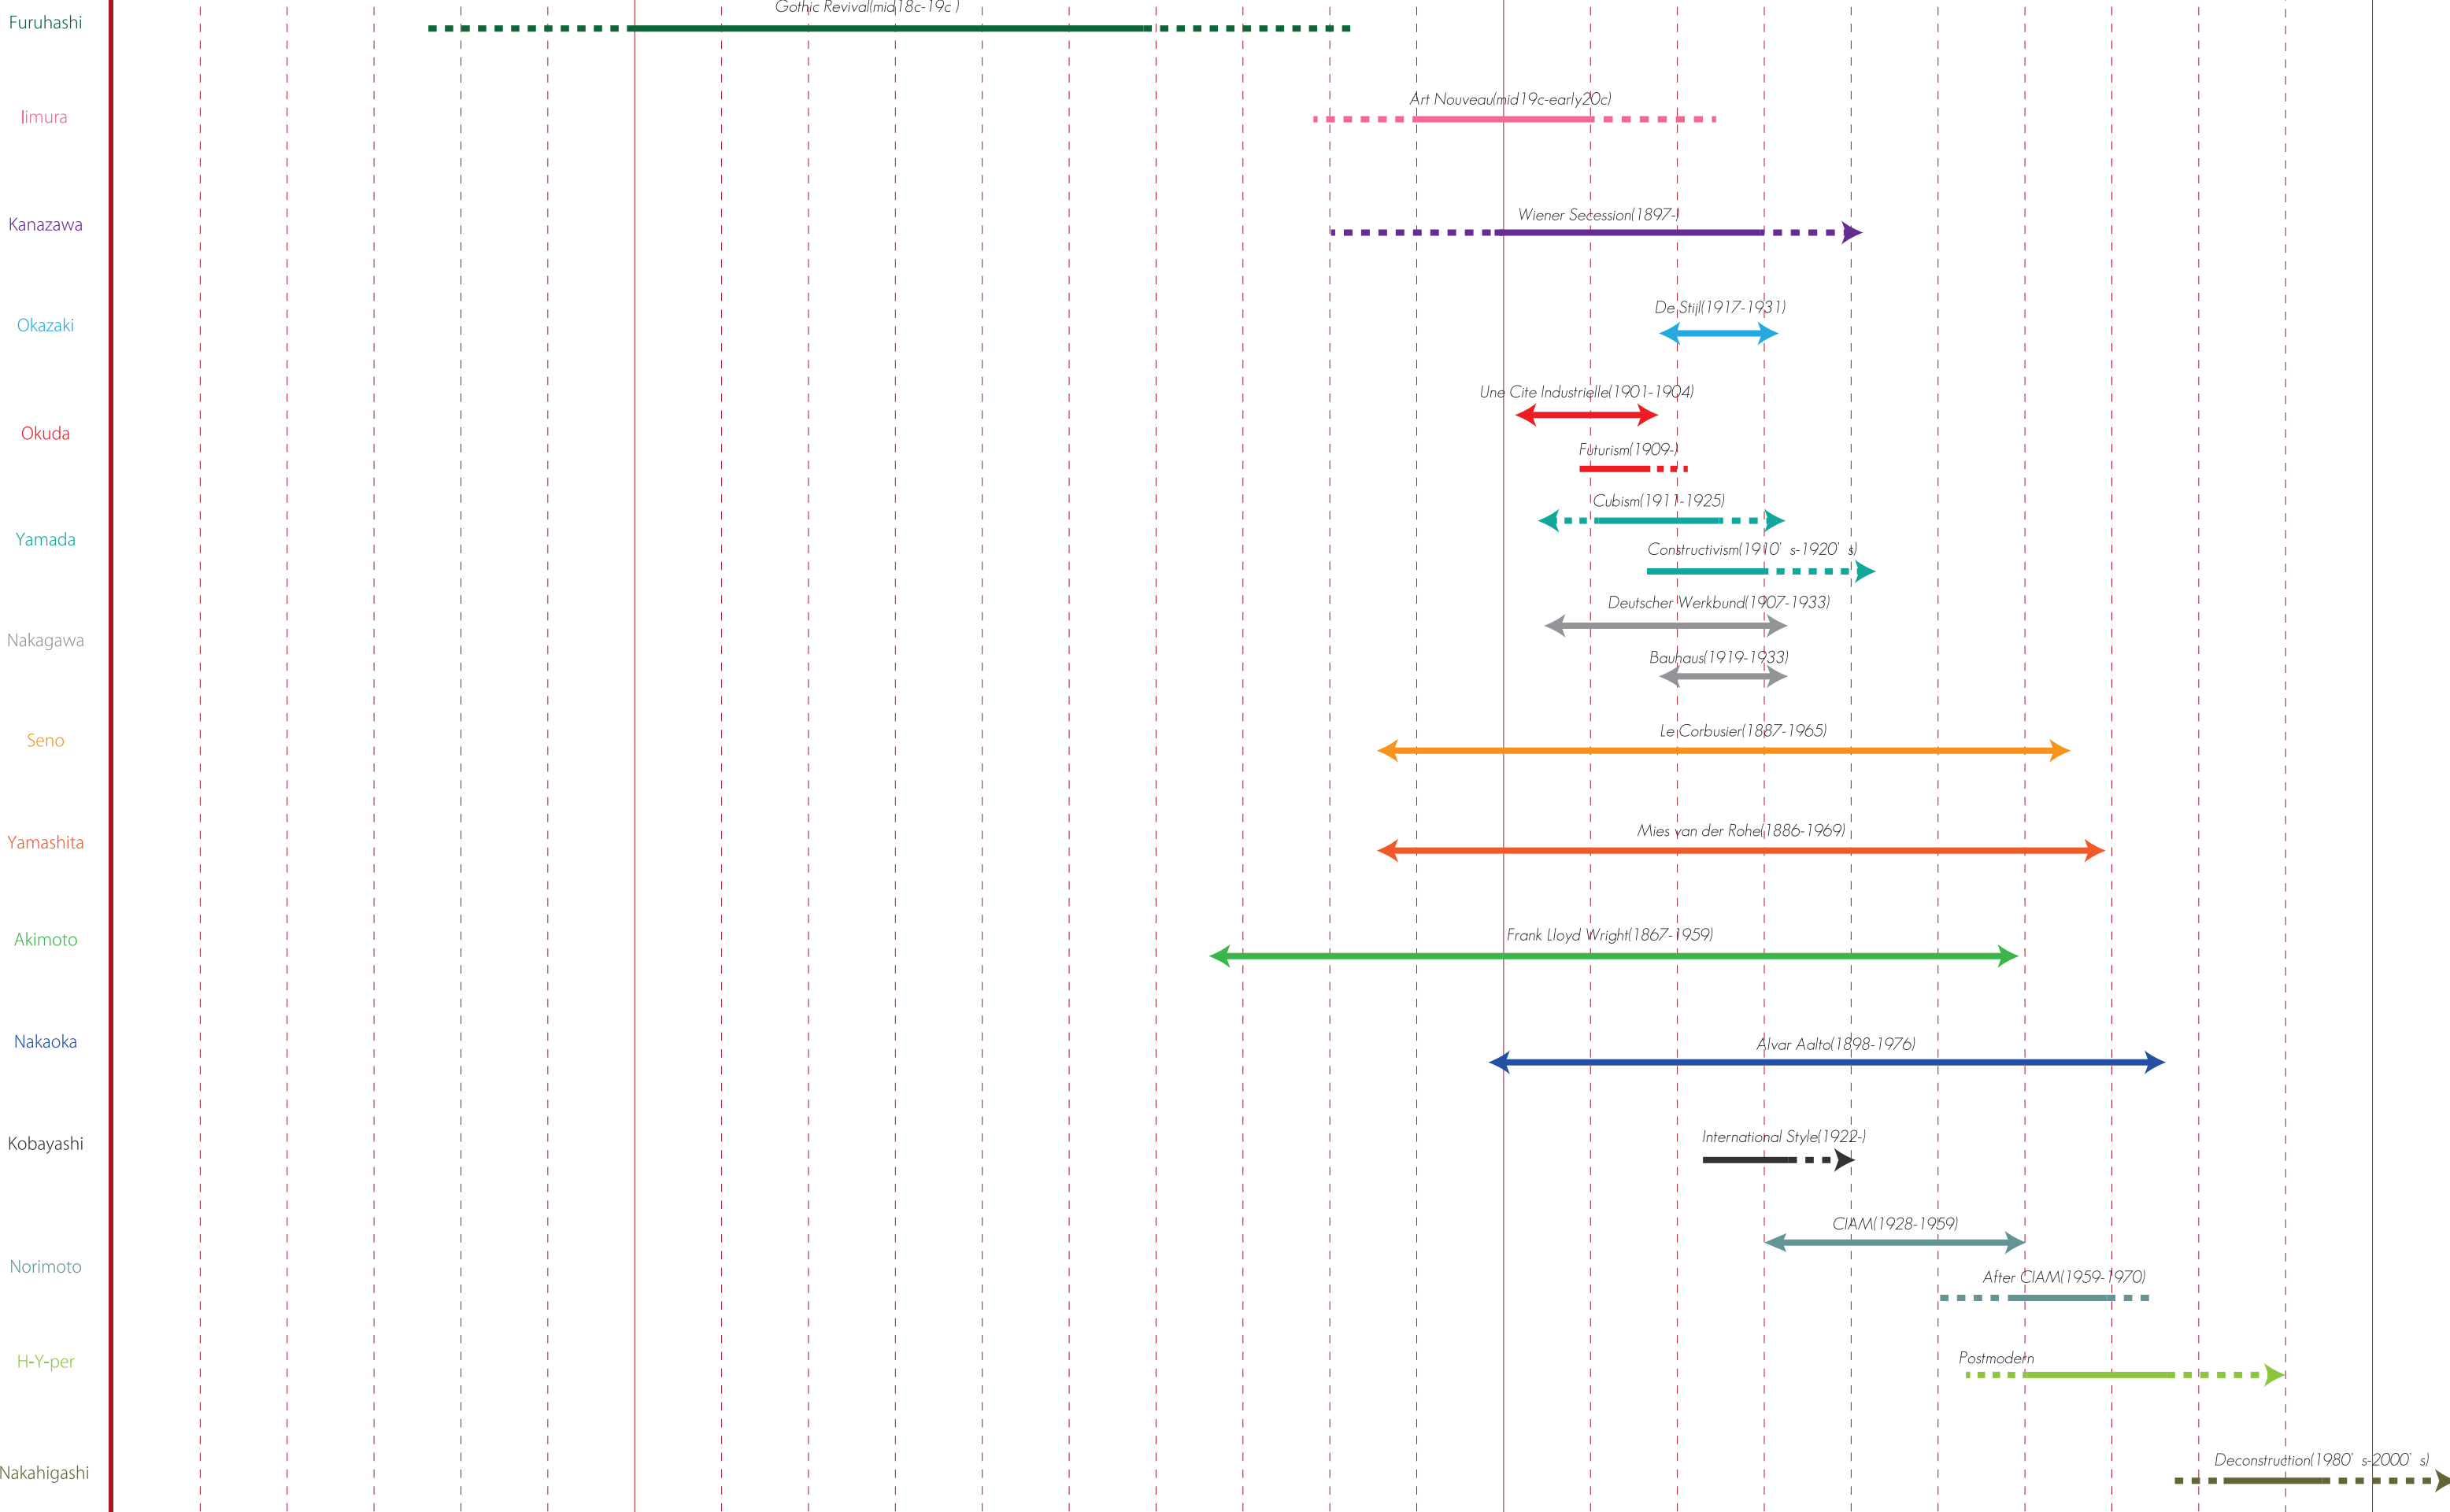 Gothic Revival(mid18c-19c )
Furuhashi
Art Nouveau(mid19c-early20c)
Iimura
Wiener Secession(1897-)
Kanazawa
De Stijl(1917-1931)
Okazaki
Une Cite Industrielle(1901-1904)
Okuda
Futurism(1909-)
Cubism(1911-1925)
Yamada
Constructivism(1910's-1920's)
Deutscher Werkbund(1907-1933)
Nakagawa
Bauhaus(1919-1933)
Le Corbusier(1887-1965)
Seno
Mies van der Rohe(1886-1969)
Yamashita
Frank Lloyd Wright(1867-1959)
Akimoto
Alvar Aalto(1898-1976)
Nakaoka
International Style(1922-)
Kobayashi
CIAM(1928-1959)
Norimoto
After CIAM(1959-1970)
Postmodern
H-Y-per
Deconstruction(1980's-2000's)
Nakahigashi